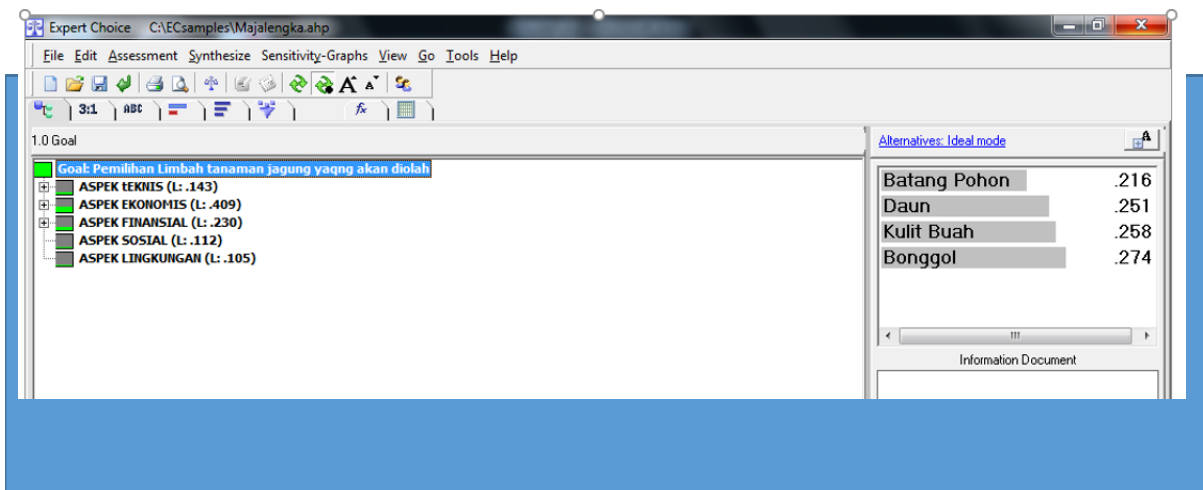 Expert Choice C:\ECsamples\Majalengka.ahp
File Edit Assessment Synthesize Sensitivity-Graphs View Go Tools Help
A A
3:1 ABC fx
1.0 Goal
Alternatives: Ideal mode
A
Goal: Pemilihan Limbah tanaman jagung yaqng akan diolah
ASPEK tEKNIS (L: .143)
ASPEK EKONOMIS (L: .409)
ASPEK FINANSIAL (L: .230)
ASPEK SOSIAL (L: .112)
ASPEK LINGKUNGAN (L: .105)
Batang Pohon .216
Daun .251
Kulit Buah .258
Bonggol .274
Information Document